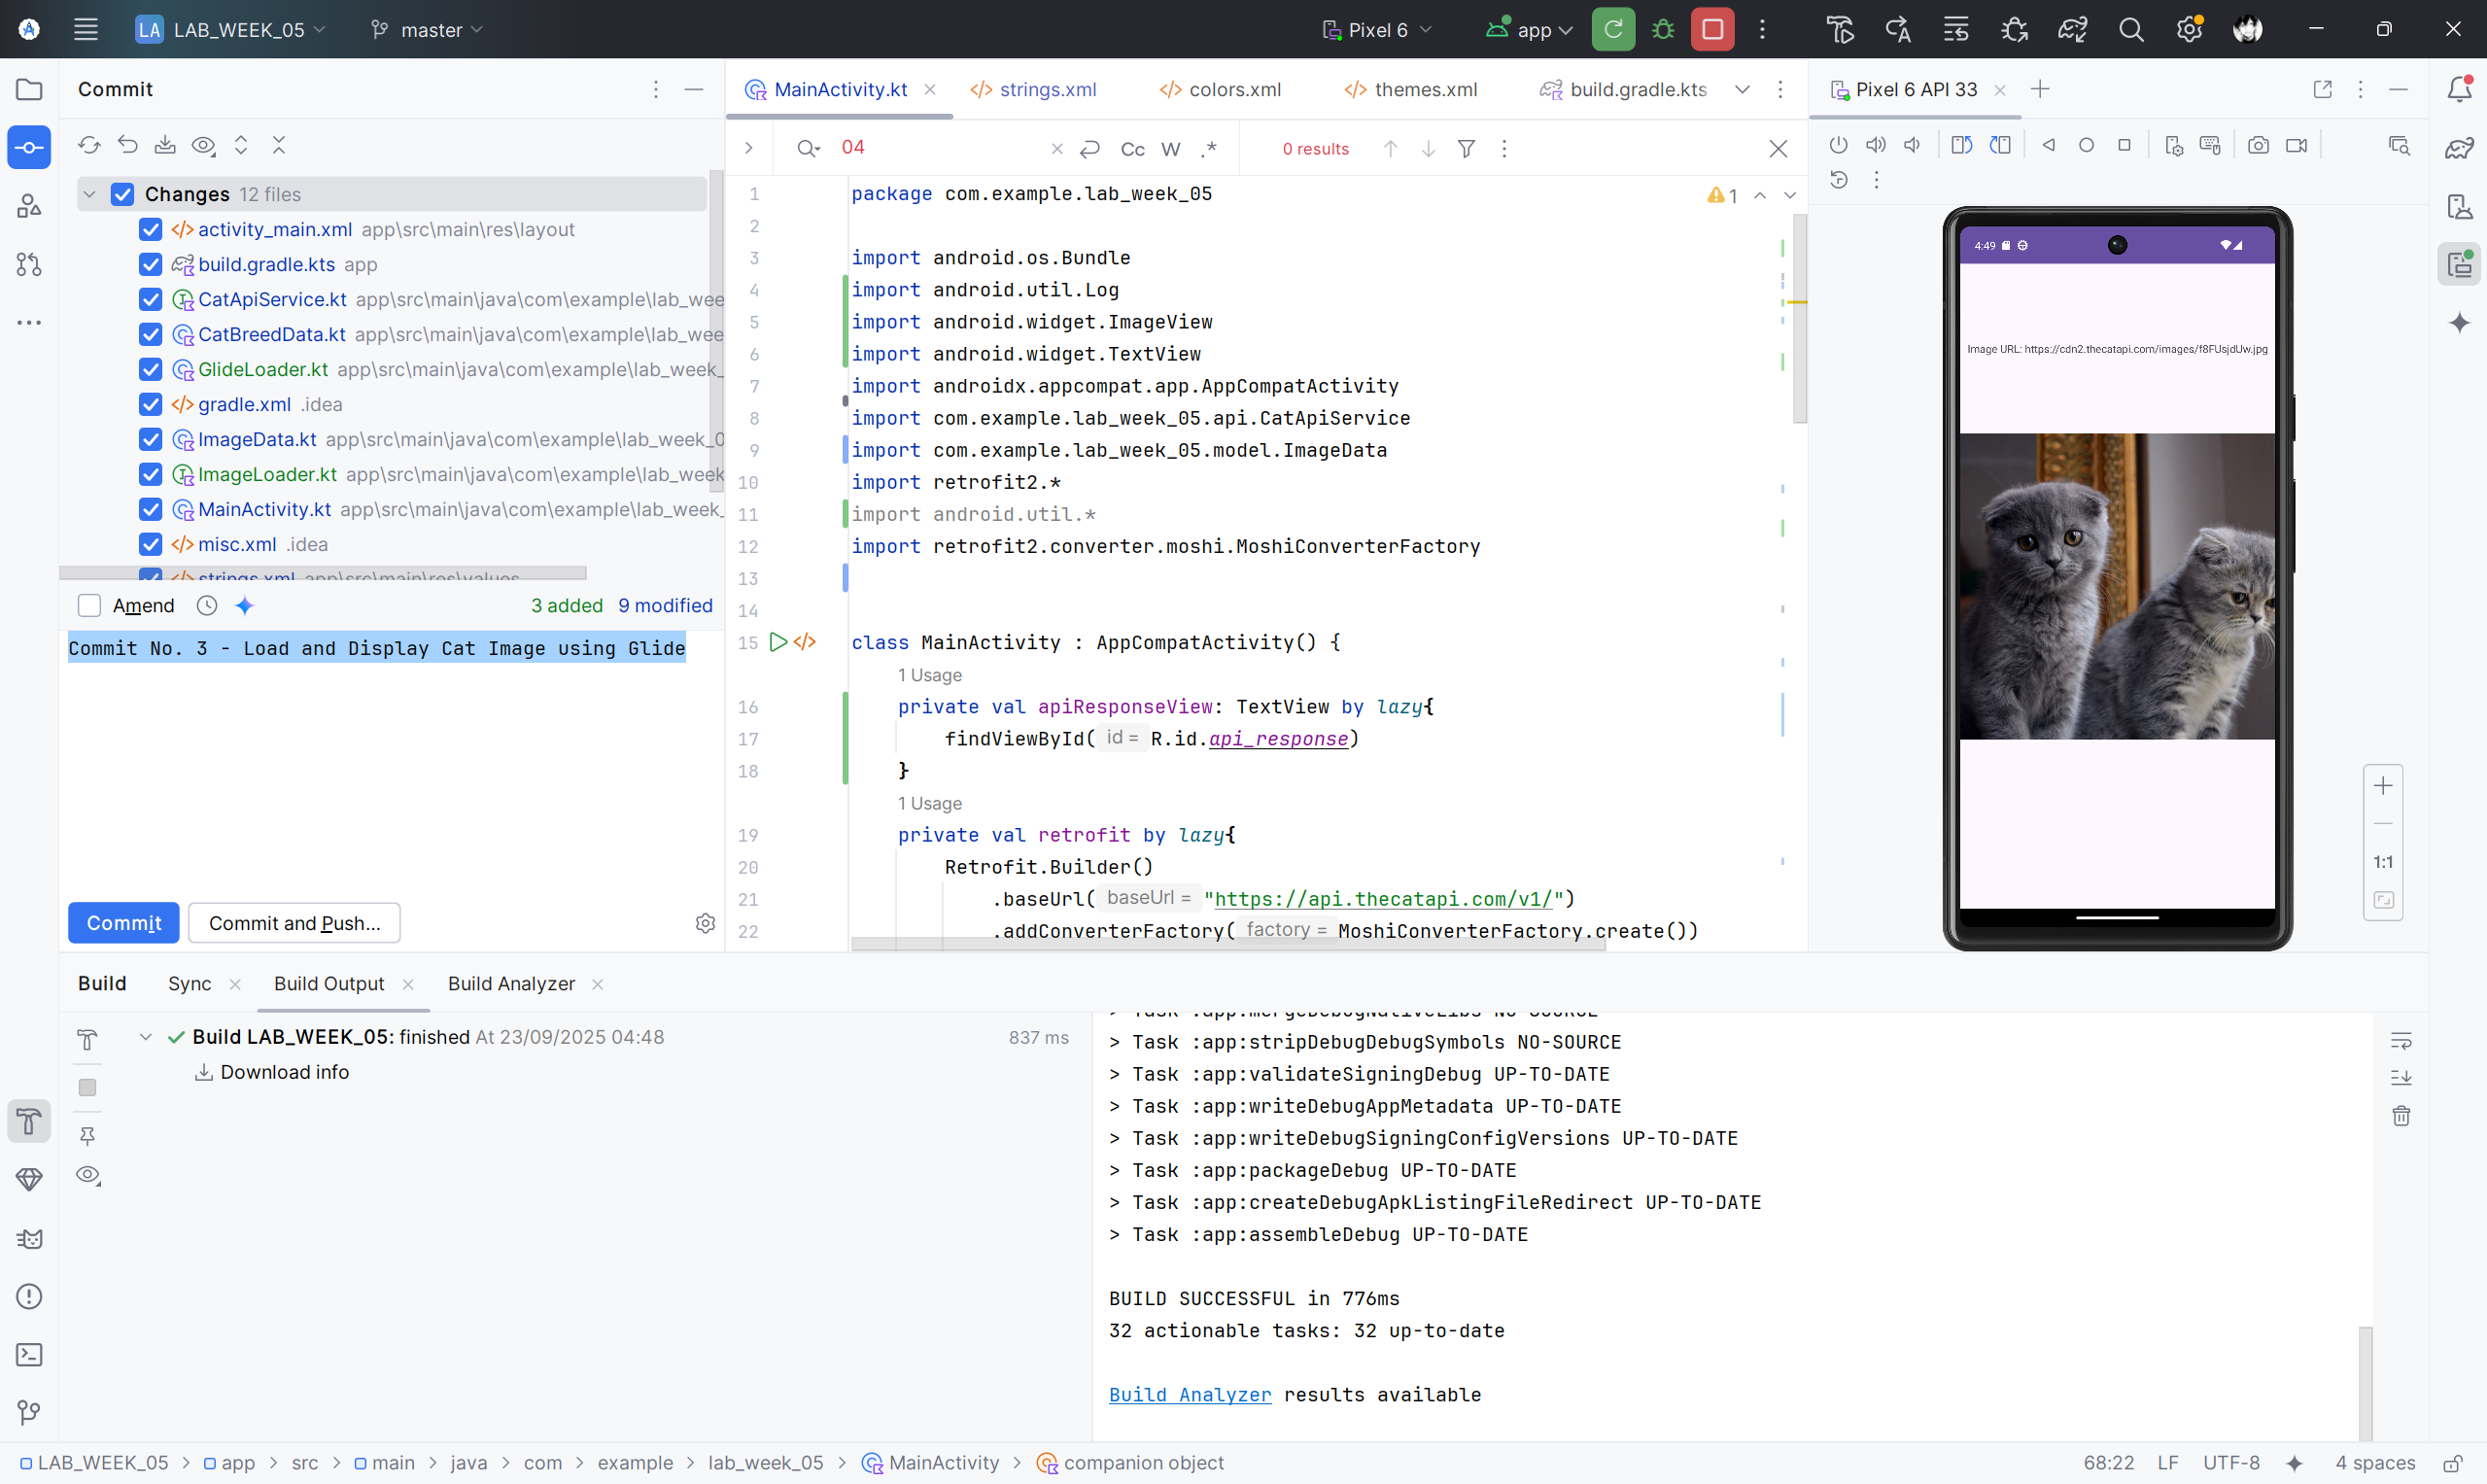 LA LAB_WEEK_05
master
Pixel 6
app
Commit
Changes 12 files
activity_main.xml app\src\main\res\layout
build.gradle.kts app
CatApiService.kt app\src\main\java\com\example\lab_wee
CatBreedData.kt app\src\main\java\com\example\lab_wee
GlideLoader.kt app\src\main\java\com\example\lab_week_
gradle.xml .idea
ImageData.kt app\src\main\java\com\example\lab_week_0
ImageLoader.kt app\src\main\java\com\example\lab_week
MainActivity.kt app\src\main\java\com\example\lab_week_
misc.xml .idea
strings.xml app\src\main\res\values
Amend
3 added 9 modified
Commit No. 3 - Load and Display Cat Image using Glide
Commit
Commit and Push...
MainActivity.kt
strings.xml
colors.xml
themes.xml
build.gradle.kts
04
Cc W .*
0 results
1
1 package com.example.lab_week_05
2
3 import android.os.Bundle
4 import android.util.Log
5 import android.widget.ImageView
6 import android.widget.TextView
7 import androidx.appcompat.app.AppCompatActivity
8 import com.example.lab_week_05.api.CatApiService
9 import com.example.lab_week_05.model.ImageData
10 import retrofit2.*
11 import android.util.*
12 import retrofit2.converter.moshi.MoshiConverterFactory
13
14
15 class MainActivity : AppCompatActivity() {
1 Usage
16 private val apiResponseView: TextView by lazy{
17 findViewById( id = R.id.api_response)
18 }
1 Usage
19 private val retrofit by lazy{
20 Retrofit.Builder()
21 .baseUrl( baseUrl = "https://api.thecatapi.com/v1/")
22 .addConverterFactory( factory = MoshiConverterFactory.create())
Pixel 6 API 33
4:49
Image URL: https://cdn2.thecatapi.com/images/f8FUsjdUw.jpg
1:1
Build
Sync
Build Output
Build Analyzer
Build LAB_WEEK_05: finished At 23/09/2025 04:48
837 ms
Download info
> Task :app:mergeDebugNativeLibs NO-SOURCE
> Task :app:stripDebugDebugSymbols NO-SOURCE
> Task :app:validateSigningDebug UP-TO-DATE
> Task :app:writeDebugAppMetadata UP-TO-DATE
> Task :app:writeDebugSigningConfigVersions UP-TO-DATE
> Task :app:packageDebug UP-TO-DATE
> Task :app:createDebugApkListingFileRedirect UP-TO-DATE
> Task :app:assembleDebug UP-TO-DATE
BUILD SUCCESSFUL in 776ms
32 actionable tasks: 32 up-to-date
Build Analyzer results available
LAB_WEEK_05 > app > src > main > java > com > example > lab_week_05 > MainActivity > companion object
68:22 LF UTF-8 4 spaces